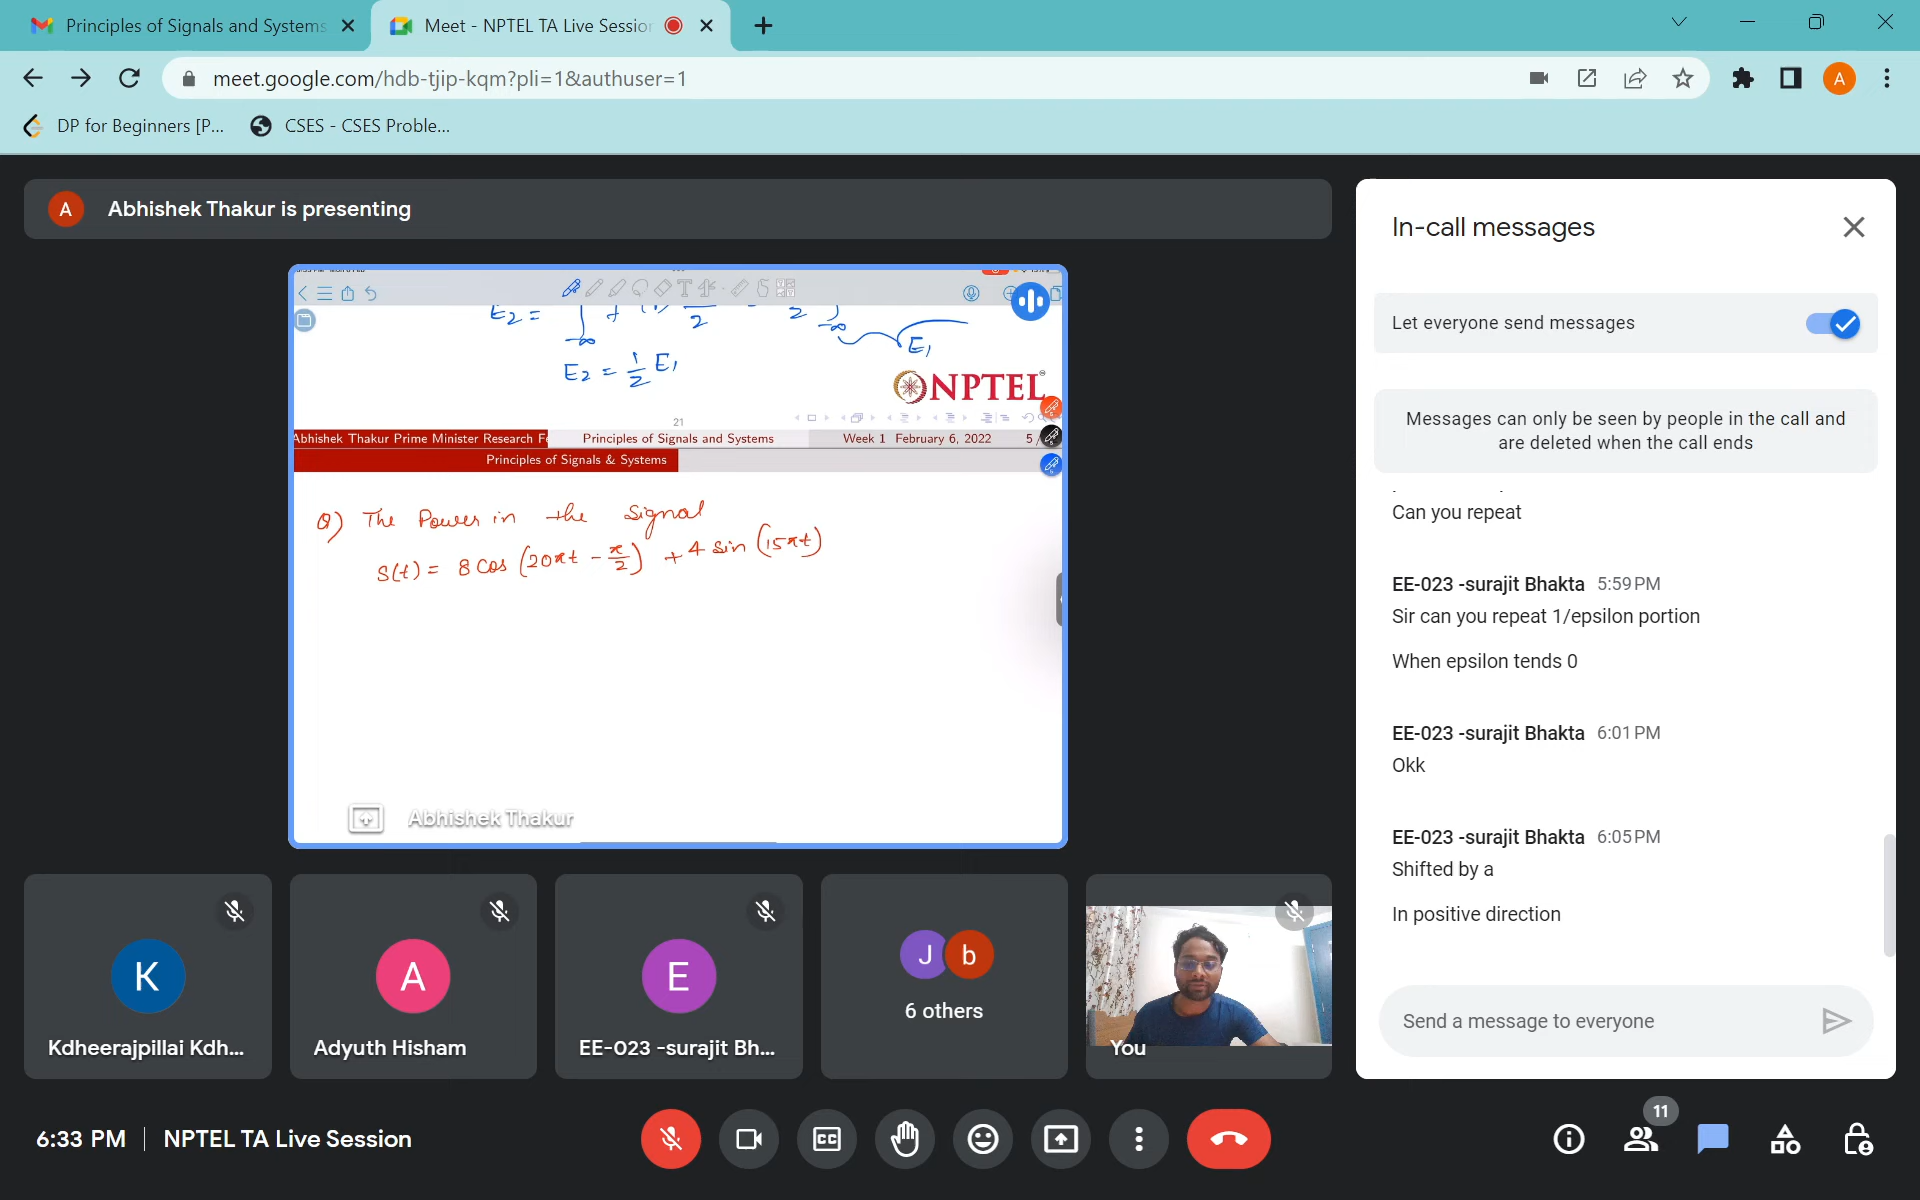 Principles of Signals and Systems
Meet - NPTEL TA Live Session
meet.google.com/hdb-tjip-kqm?pli=1&authuser=1
A
DP for Beginners [P...
CSES - CSES Proble...
A
Abhishek Thakur is presenting
E2 =
2
2
-∞
-∞
E1
E2 = 1/2 E1
NPTEL
21
Abhishek Thakur Prime Minister Research Fe
Principles of Signals and Systems
Week 1 February 6, 2022
5 /
Principles of Signals & Systems
Q) The Power in the Signal
S(t) = 8 cos (20πt - π/2) + 4 sin (15πt)
Abhishek Thakur
K
Kdheerajpillai Kdh...
A
Adyuth Hisham
E
EE-023 -surajit Bh...
J b
6 others
You
In-call messages
Let everyone send messages
Messages can only be seen by people in the call and
are deleted when the call ends
Can you repeat
EE-023 -surajit Bhakta 5:59 PM
Sir can you repeat 1/epsilon portion
When epsilon tends 0
EE-023 -surajit Bhakta 6:01 PM
Okk
EE-023 -surajit Bhakta 6:05 PM
Shifted by a
In positive direction
Send a message to everyone
6:33 PM | NPTEL TA Live Session
CC
11